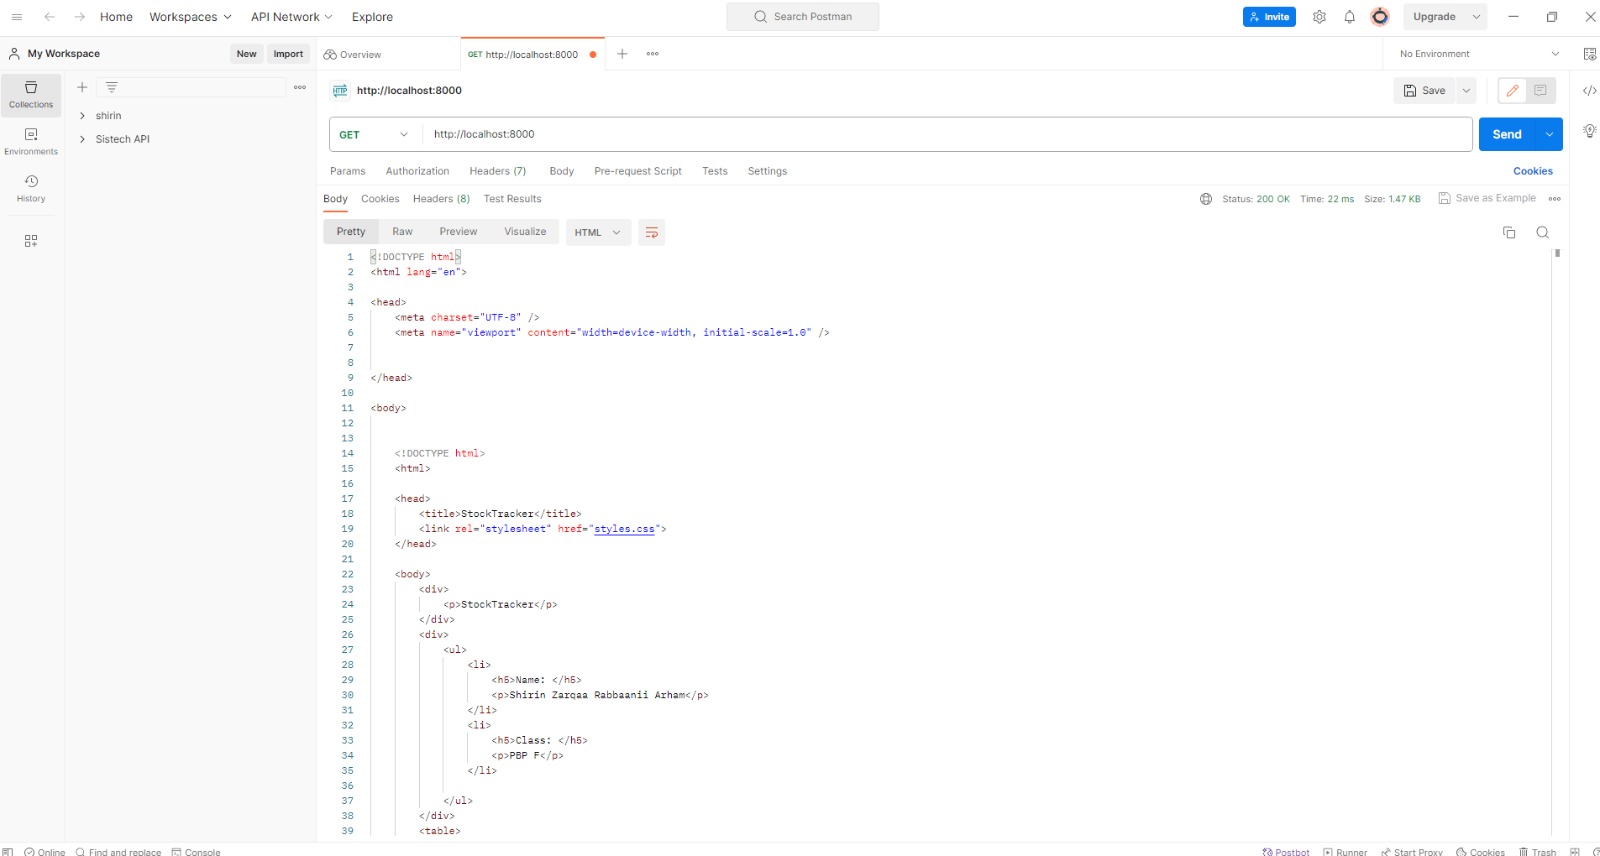 Home Workspaces API Network Explore Search Postman Invite Upgrade
My Workspace New Import Overview GET http://localhost:8000 No Environment
Collections
Environments
History
shirin
Sistech API
HTTP http://localhost:8000 Save
GET http://localhost:8000 Send
Params Authorization Headers (7) Body Pre-request Script Tests Settings Cookies
Body Cookies Headers (8) Test Results Status: 200 OK Time: 22 ms Size: 1.47 KB Save as Example
Pretty Raw Preview Visualize HTML
1 <!DOCTYPE html>
2 <html lang="en">
3
4 <head>
5 <meta charset="UTF-8" />
6 <meta name="viewport" content="width=device-width, initial-scale=1.0" />
7
8
9 </head>
10
11 <body>
12
13
14 <!DOCTYPE html>
15 <html>
16
17 <head>
18 <title>StockTracker</title>
19 <link rel="stylesheet" href="styles.css">
20 </head>
21
22 <body>
23 <div>
24 <p>StockTracker</p>
25 </div>
26 <div>
27 <ul>
28 <li>
29 <h5>Name: </h5>
30 <p>Shirin Zarqaa Rabbaanii Arham</p>
31 </li>
32 <li>
33 <h5>Class: </h5>
34 <p>PBP F</p>
35 </li>
36
37 </ul>
38 </div>
39 <table>
Online Find and replace Console Postbot Runner Start Proxy Cookies Trash